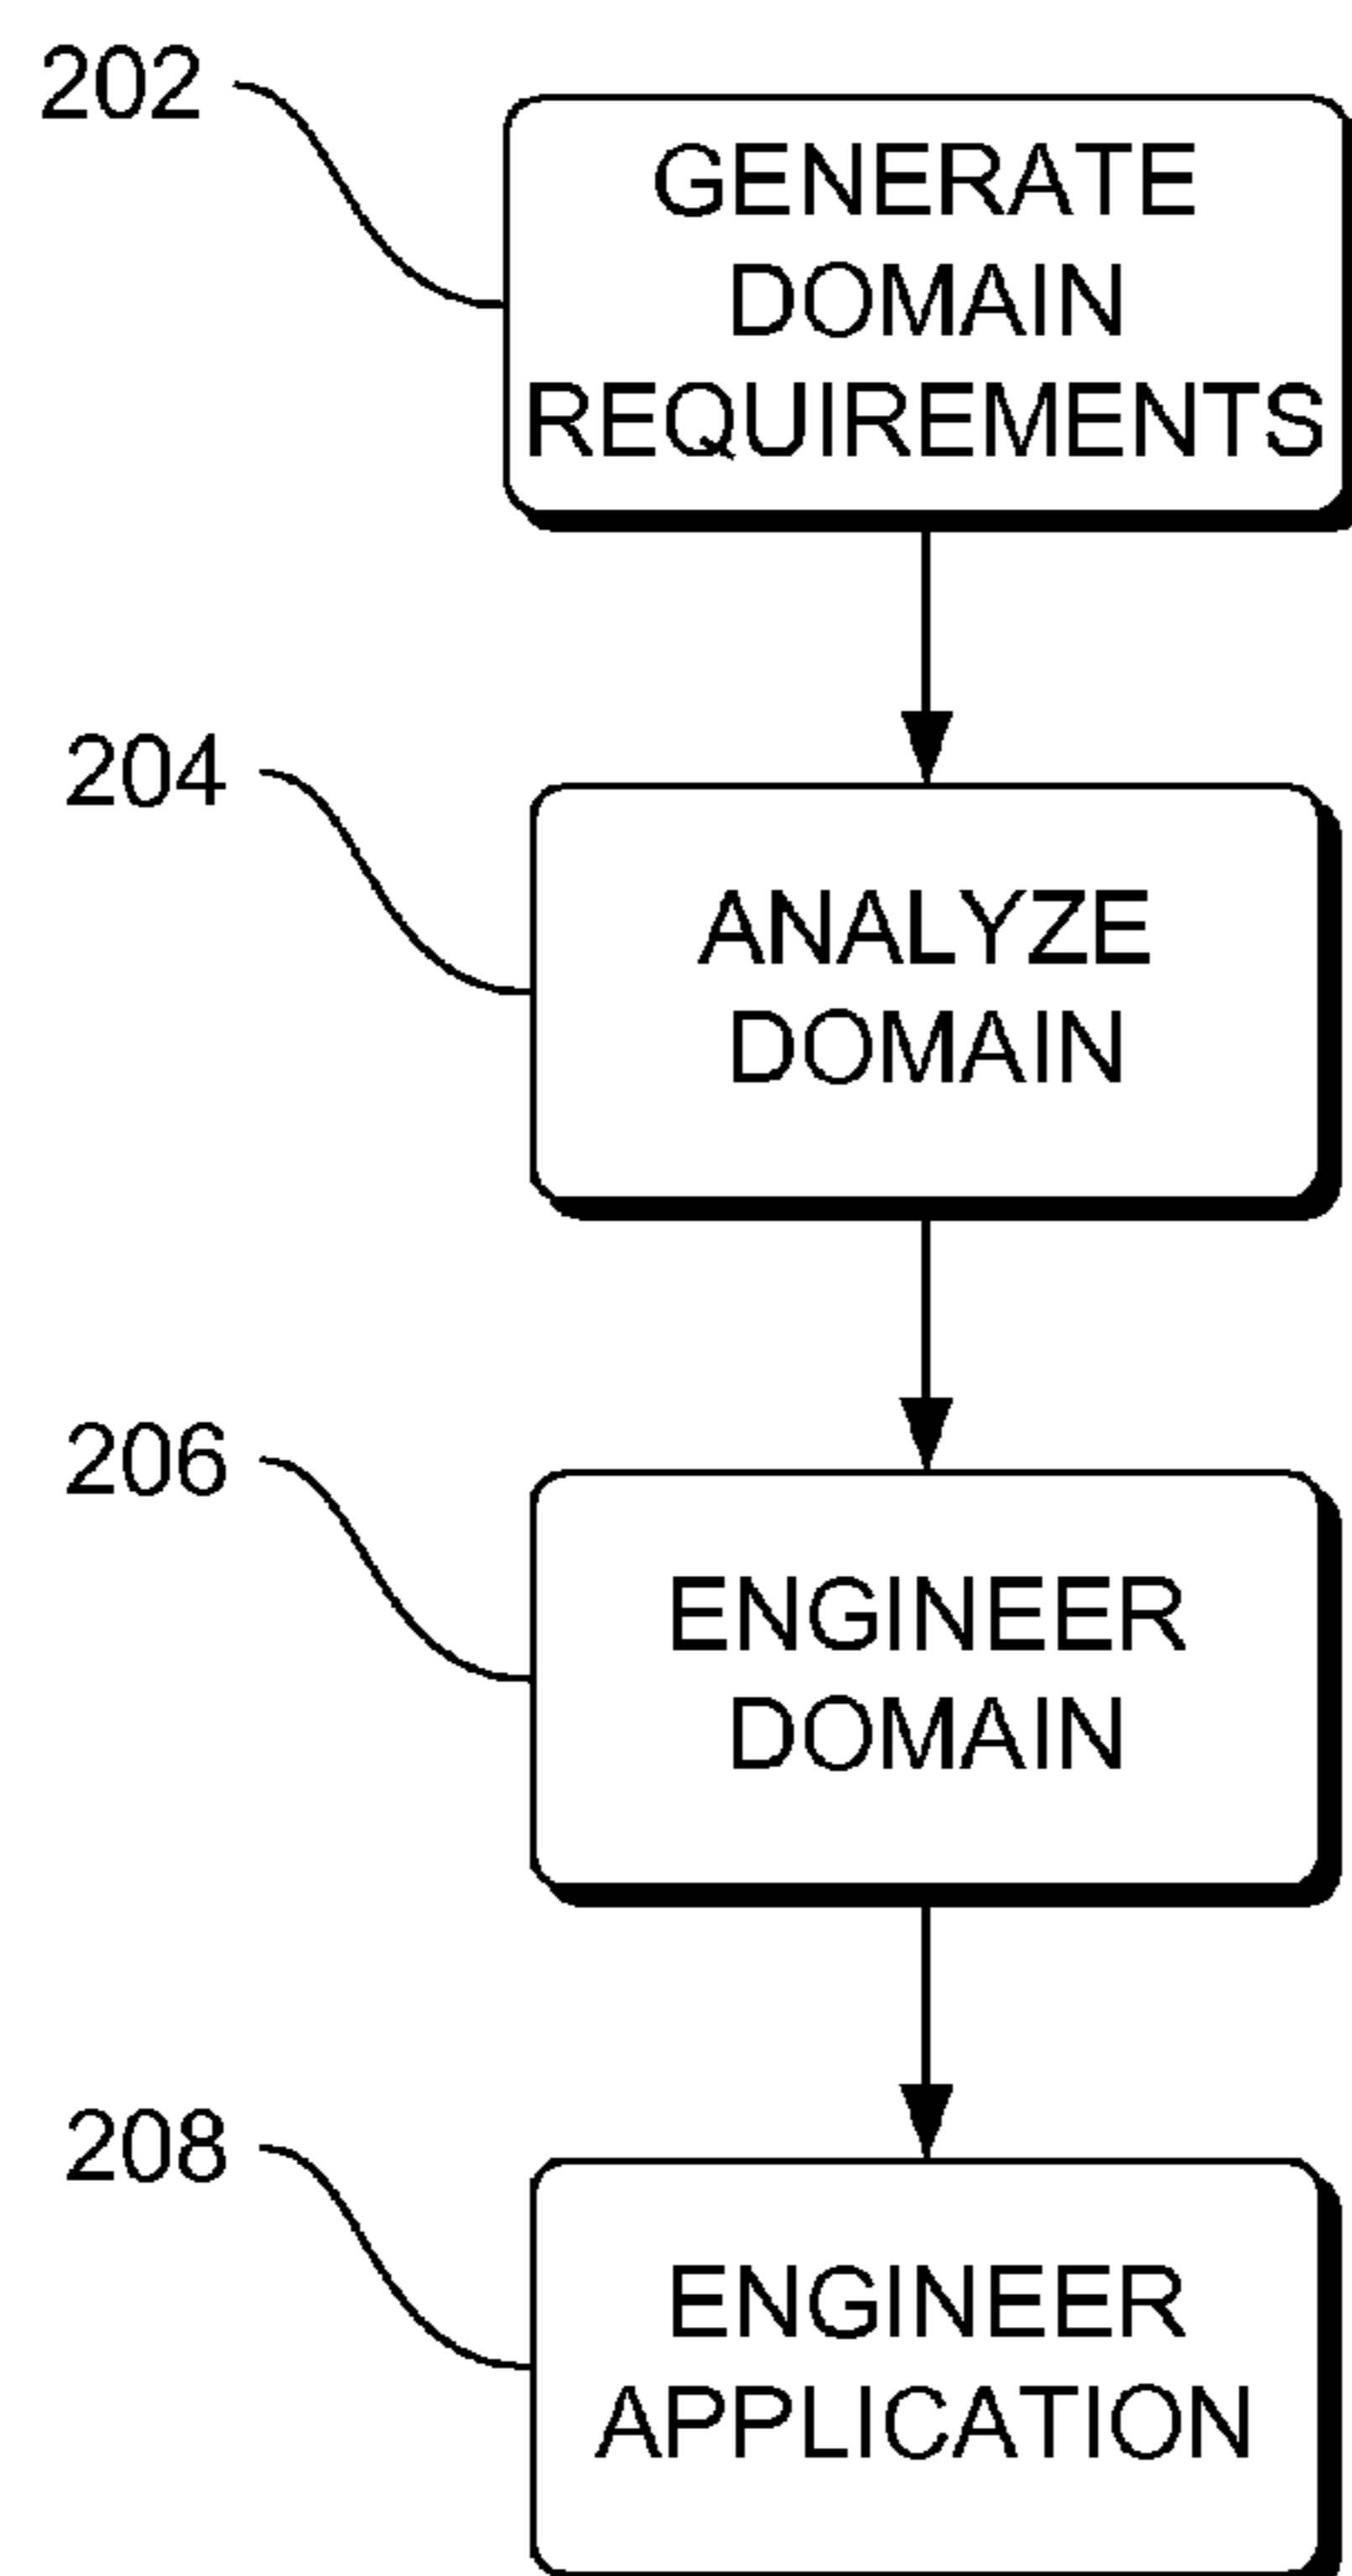 202
GENERATE
DOMAIN
REQUIREMENTS
204
ANALYZE
DOMAIN
206
ENGINEER
DOMAIN
208
ENGINEER
APPLICATION